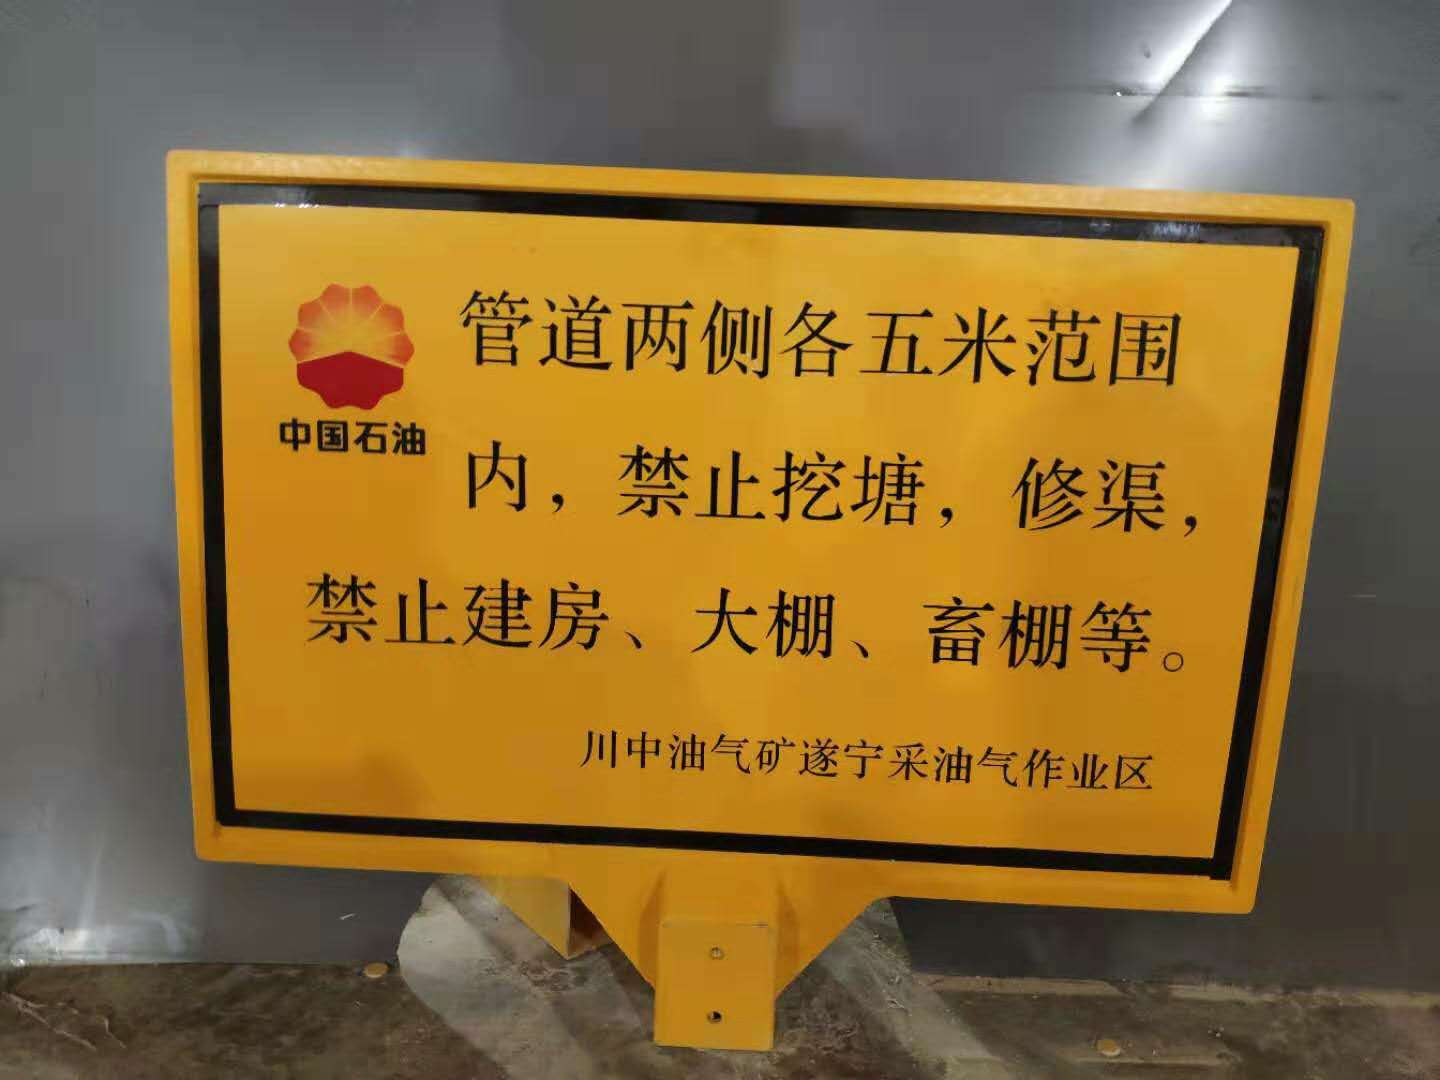 中国石油
管道两侧各五米范围
内，禁止挖塘，修渠，
禁止建房、大棚、畜棚等。
川中油气矿遂宁采油气作业区